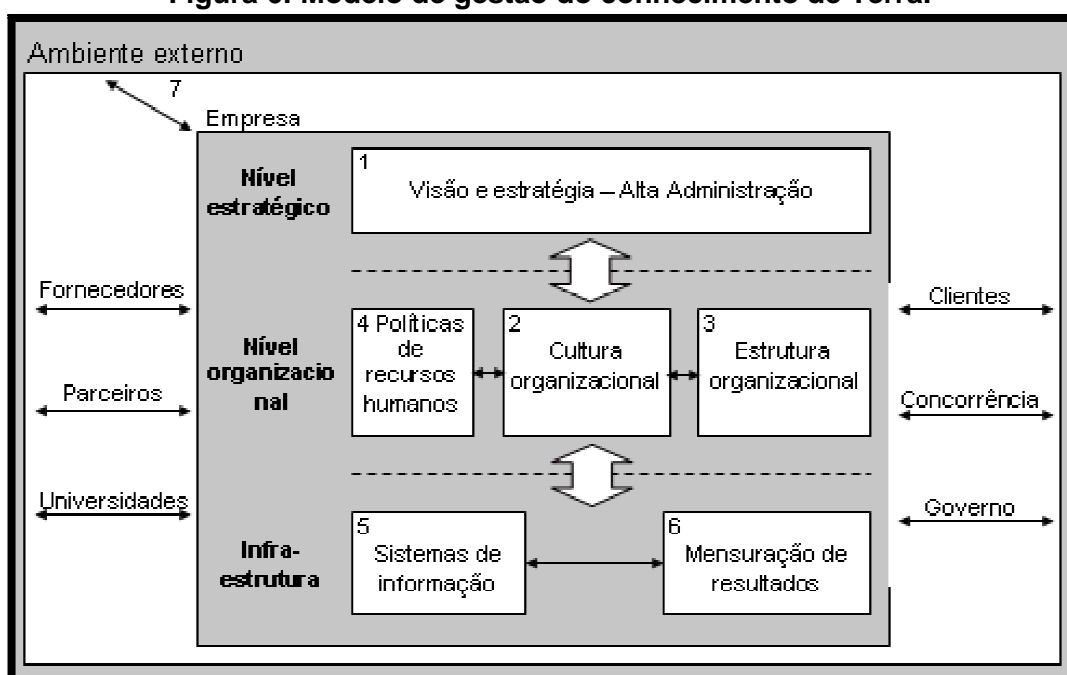 Figura 6. Modelo de gestão do conhecimento de Terra.
Ambiente externo
7
Empresa
Nível
estratégico
1
Visão e estratégia – Alta Administração
Fornecedores
Parceiros
Universidades
Nível
organizacio
nal
4 Políticas
de
recursos
humanos
2
Cultura
organizacional
3
Estrutura
organizacional
Clientes
Concorrência
Governo
Infra-
estrutura
5
Sistemas de
informação
6
Mensuração de
resultados